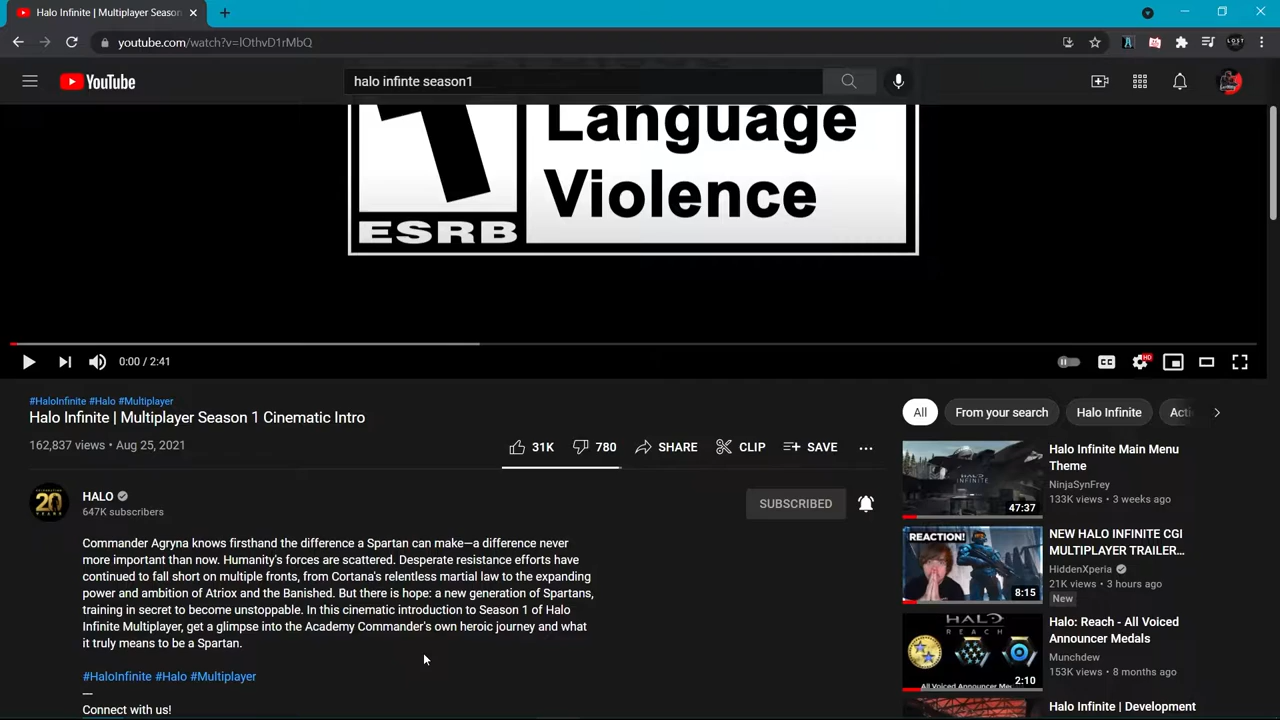 Halo Infinite | Multiplayer Season
youtube.com/watch?v=lOthvD1rMbQ
YouTube
halo infinte season1
Language
Violence
ESRB
0:00 / 2:41
CC
HD
#HaloInfinite #Halo #Multiplayer
Halo Infinite | Multiplayer Season 1 Cinematic Intro
162,837 views • Aug 25, 2021
31K
780
SHARE
CLIP
SAVE
HALO
647K subscribers
SUBSCRIBED
Commander Agryna knows firsthand the difference a Spartan can make—a difference never
more important than now. Humanity's forces are scattered. Desperate resistance efforts have
continued to fall short on multiple fronts, from Cortana's relentless martial law to the expanding
power and ambition of Atriox and the Banished. But there is hope: a new generation of Spartans,
training in secret to become unstoppable. In this cinematic introduction to Season 1 of Halo
Infinite Multiplayer, get a glimpse into the Academy Commander's own heroic journey and what
it truly means to be a Spartan.
#HaloInfinite #Halo #Multiplayer
—
Connect with us!
All
From your search
Halo Infinite
HALO
INFINITE
47:37
Halo Infinite Main Menu
Theme
NinjaSynFrey
133K views • 3 weeks ago
REACTION!
8:15
NEW HALO INFINITE CGI
MULTIPLAYER TRAILER...
HiddenXperia
21K views • 3 hours ago
New
HALO
REACH
2:10
Halo: Reach - All Voiced
Announcer Medals
Munchdew
153K views • 8 months ago
Halo Infinite | Development